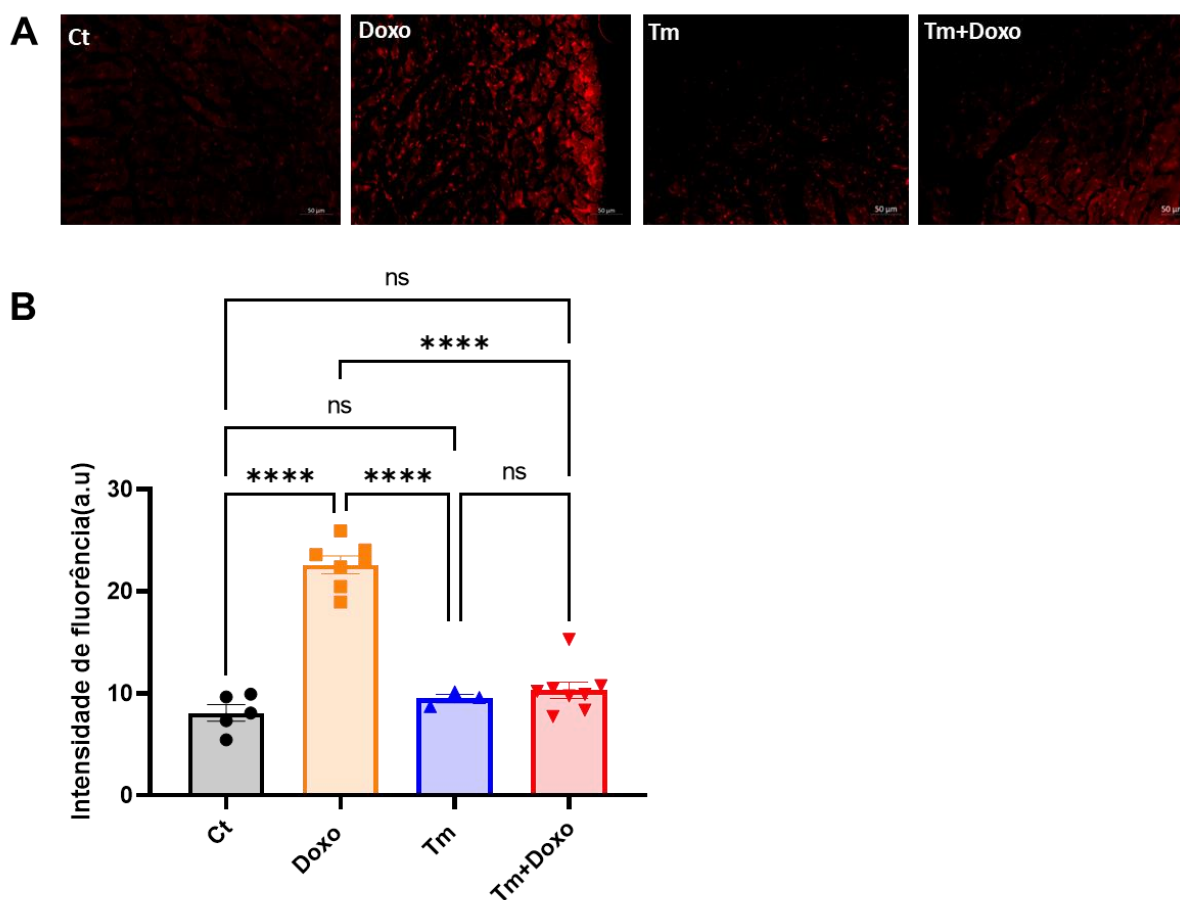 A
Ct
Doxo
Tm
Tm+Doxo
50 µm
50 µm
50 µm
50 µm
B
ns
****
ns
****
****
ns
Intensidade de fluorência(a.u)
30
20
10
0
Ct
Doxo
Tm
Tm+Doxo